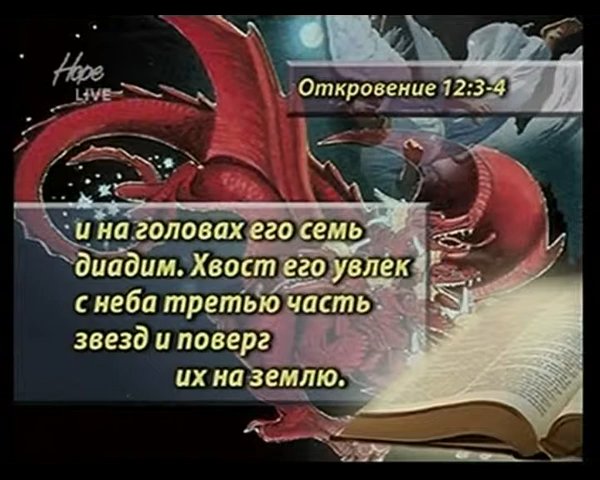 Hope
LIVE
Откровение 12:3-4
и на головах его семь
диадим. Хвост его увлек
с неба третью часть
звезд и поверг
их на землю.